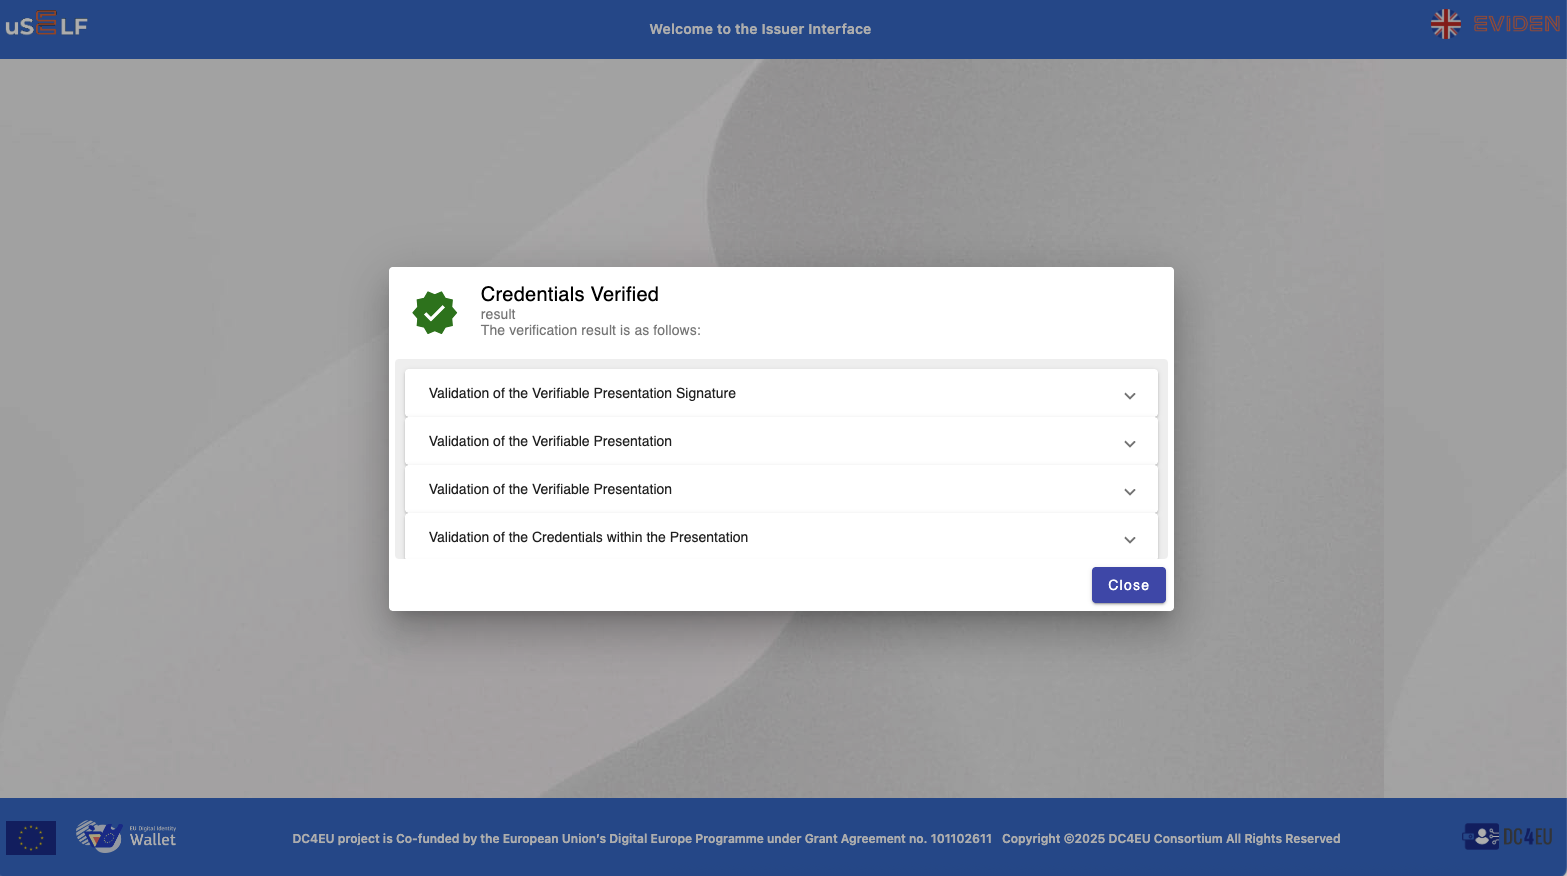 uSELF
Welcome to the Issuer Interface
EVIDEN
Credentials Verified
result
The verification result is as follows:
Validation of the Verifiable Presentation Signature
Validation of the Verifiable Presentation
Validation of the Verifiable Presentation
Validation of the Credentials within the Presentation
Close
EU Digital Identity
Wallet
DC4EU project is Co-funded by the European Union's Digital Europe Programme under Grant Agreement no. 101102611 Copyright ©2025 DC4EU Consortium All Rights Reserved
DC4EU